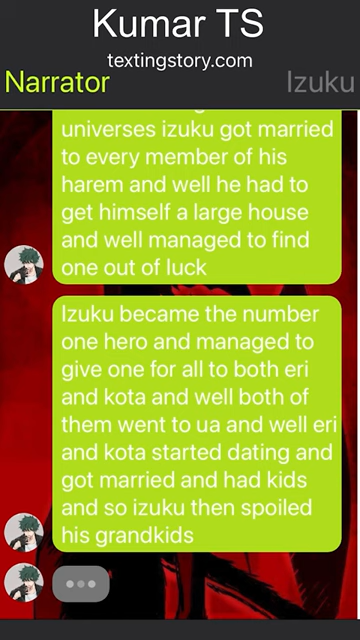 Kumar TS
textingstory.com
Narrator
Izuku
universes izuku got married
to every member of his
harem and well he had to
get himself a large house
and well managed to find
one out of luck
Izuku became the number
one hero and managed to
give one for all to both eri
and kota and well both of
them went to ua and well eri
and kota started dating and
got married and had kids
and so izuku then spoiled
his grandkids